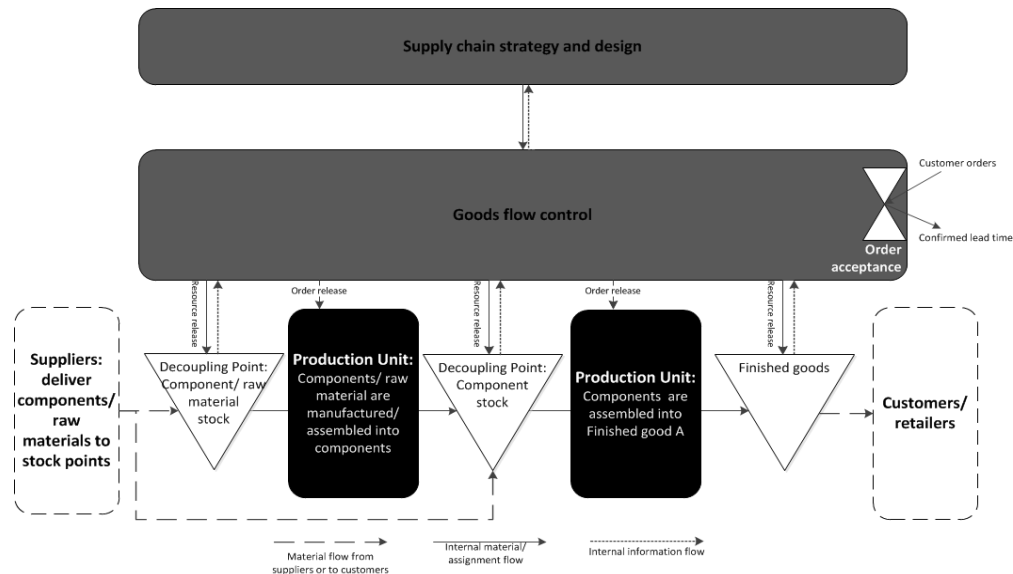 Supply chain strategy and design
Goods flow control
Customer orders
Confirmed lead time
Order
acceptance
Resource release
Order release
Resource release
Order release
Resource release
Suppliers:
deliver
components/
raw
materials to
stock points
Decoupling Point:
Component/ raw
material
stock
Production Unit:
Components/ raw
material are
manufactured/
assembled into
components
Decoupling Point:
Component
stock
Production Unit:
Components are
assembled into
Finished good A
Finished goods
Customers/
retailers
Material flow from
suppliers or to customers
Internal material/
assignment flow
Internal information flow